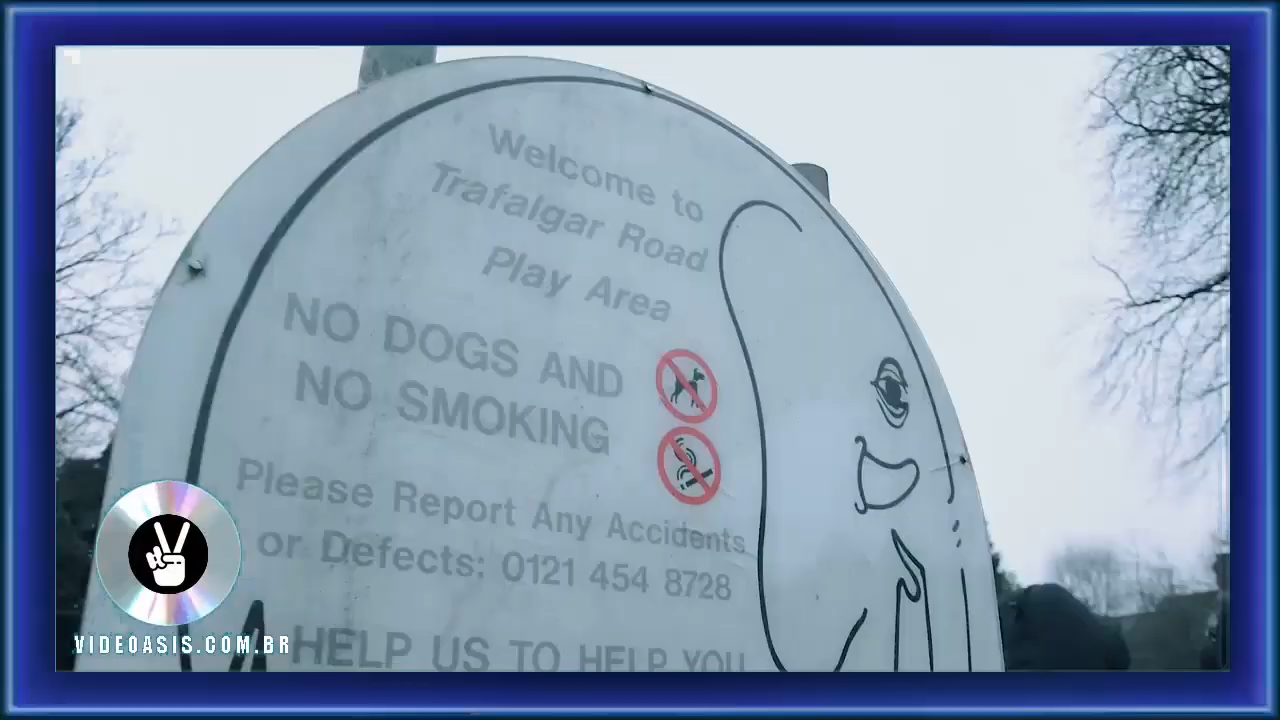 Welcome to
Trafalgar Road
Play Area
NO DOGS AND
NO SMOKING
Please Report Any Accidents
or Defects: 0121 454 8728
HELP US TO HELP YOU
VIDEOASIS.COM.BR